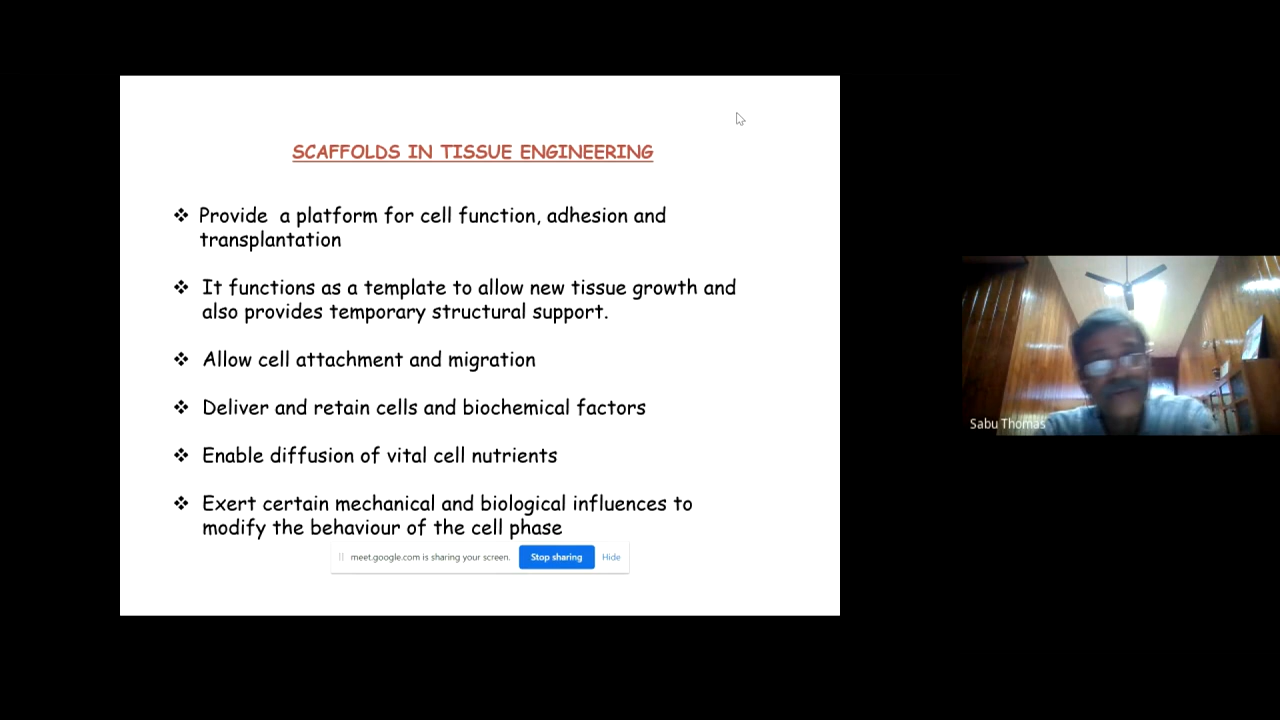 SCAFFOLDS IN TISSUE ENGINEERING
❖ Provide a platform for cell function, adhesion and
transplantation
❖ It functions as a template to allow new tissue growth and
also provides temporary structural support.
❖ Allow cell attachment and migration
❖ Deliver and retain cells and biochemical factors
❖ Enable diffusion of vital cell nutrients
❖ Exert certain mechanical and biological influences to
modify the behaviour of the cell phase
meet.google.com is sharing your screen. Stop sharing Hide
Sabu Thomas